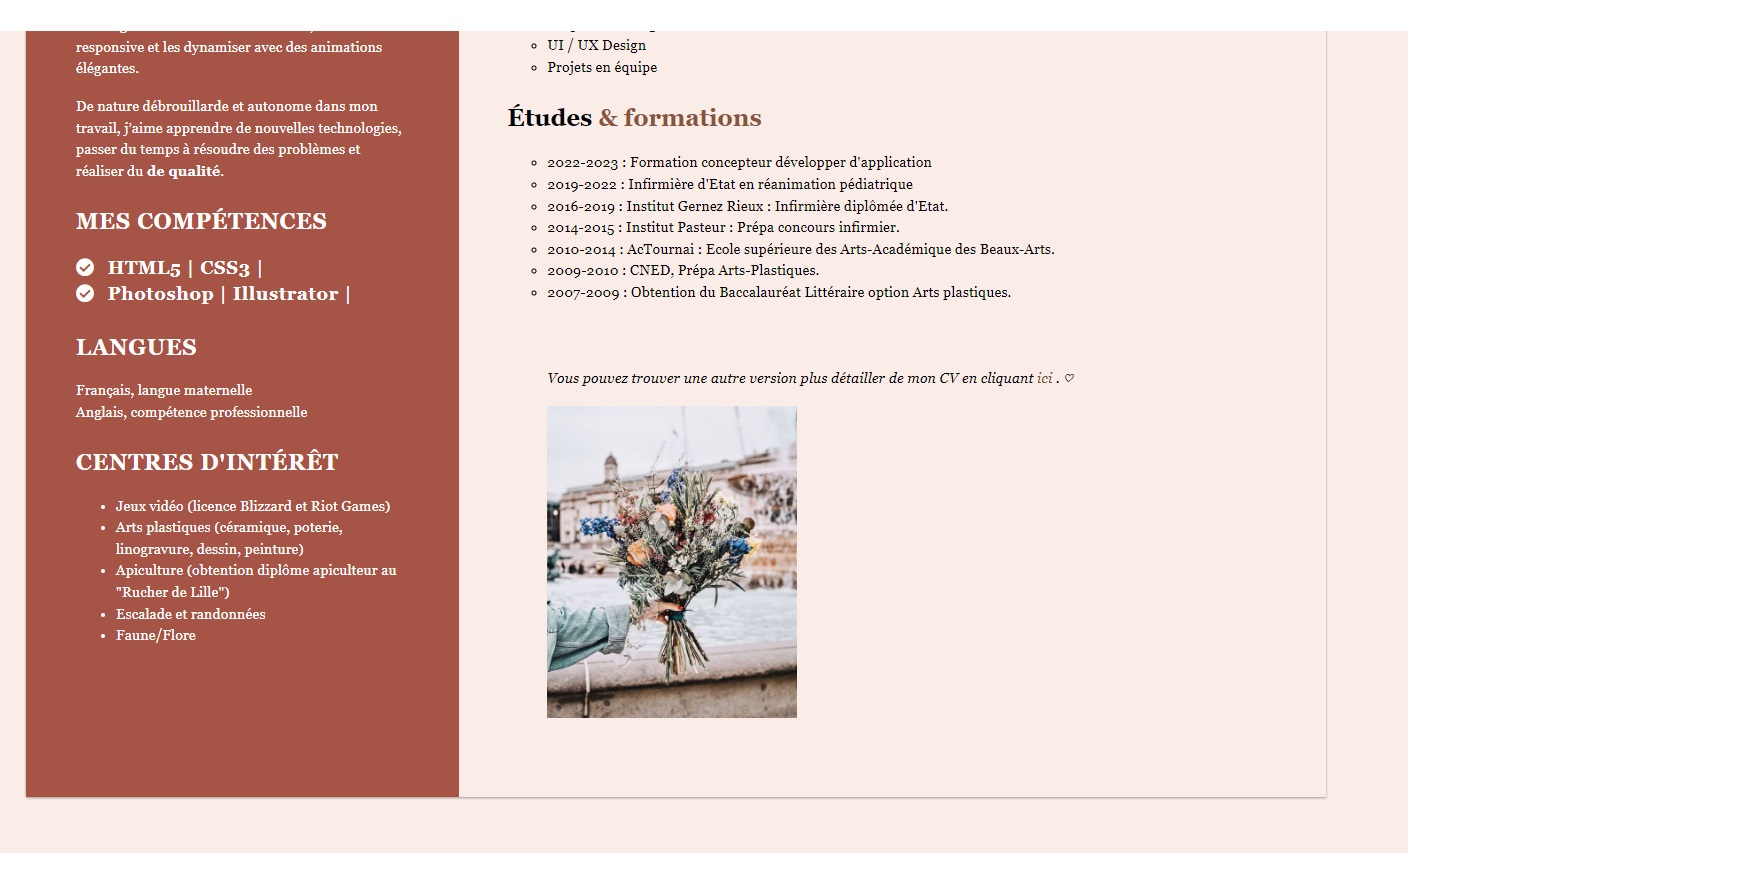 responsive et les dynamiser avec des animations
élégantes.
De nature débrouillarde et autonome dans mon
travail, j'aime apprendre de nouvelles technologies,
passer du temps à résoudre des problèmes et
réaliser du de qualité.
MES COMPÉTENCES
HTML5 | CSS3 |
Photoshop | Illustrator |
LANGUES
Français, langue maternelle
Anglais, compétence professionnelle
CENTRES D'INTÉRÊT
• Jeux vidéo (licence Blizzard et Riot Games)
• Arts plastiques (céramique, poterie,
linogravure, dessin, peinture)
• Apiculture (obtention diplôme apiculteur au
"Rucher de Lille")
• Escalade et randonnées
• Faune/Flore
◦ UI / UX Design
◦ Projets en équipe
Études & formations
◦ 2022-2023 : Formation concepteur développer d'application
◦ 2019-2022 : Infirmière d'Etat en réanimation pédiatrique
◦ 2016-2019 : Institut Gernez Rieux : Infirmière diplômée d'Etat.
◦ 2014-2015 : Institut Pasteur : Prépa concours infirmier.
◦ 2010-2014 : AcTournai : Ecole supérieure des Arts-Académique des Beaux-Arts.
◦ 2009-2010 : CNED, Prépa Arts-Plastiques.
◦ 2007-2009 : Obtention du Baccalauréat Littéraire option Arts plastiques.
Vous pouvez trouver une autre version plus détailler de mon CV en cliquant ici . ♡